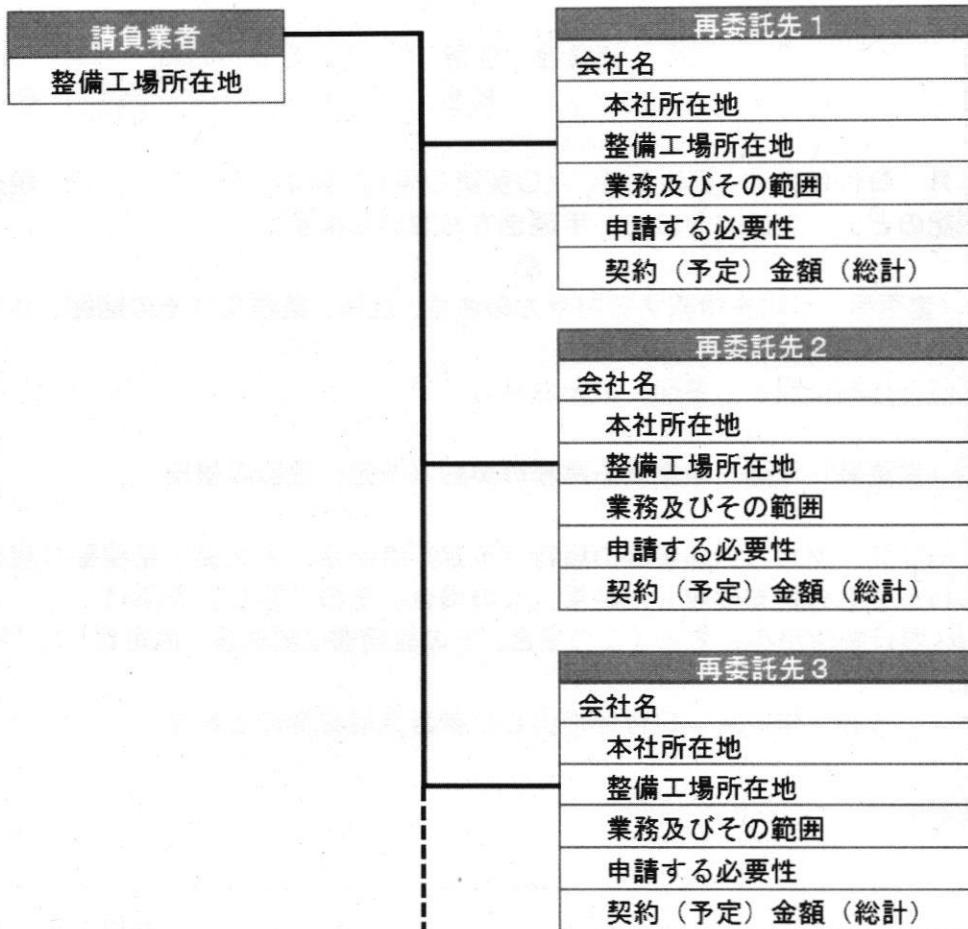 請負業者
整備工場所在地
再委託先1
会社名
本社所在地
整備工場所在地
業務及びその範囲
申請する必要性
契約（予定）金額（総計）
再委託先2
会社名
本社所在地
整備工場所在地
業務及びその範囲
申請する必要性
契約（予定）金額（総計）
再委託先3
会社名
本社所在地
整備工場所在地
業務及びその範囲
申請する必要性
契約（予定）金額（総計）